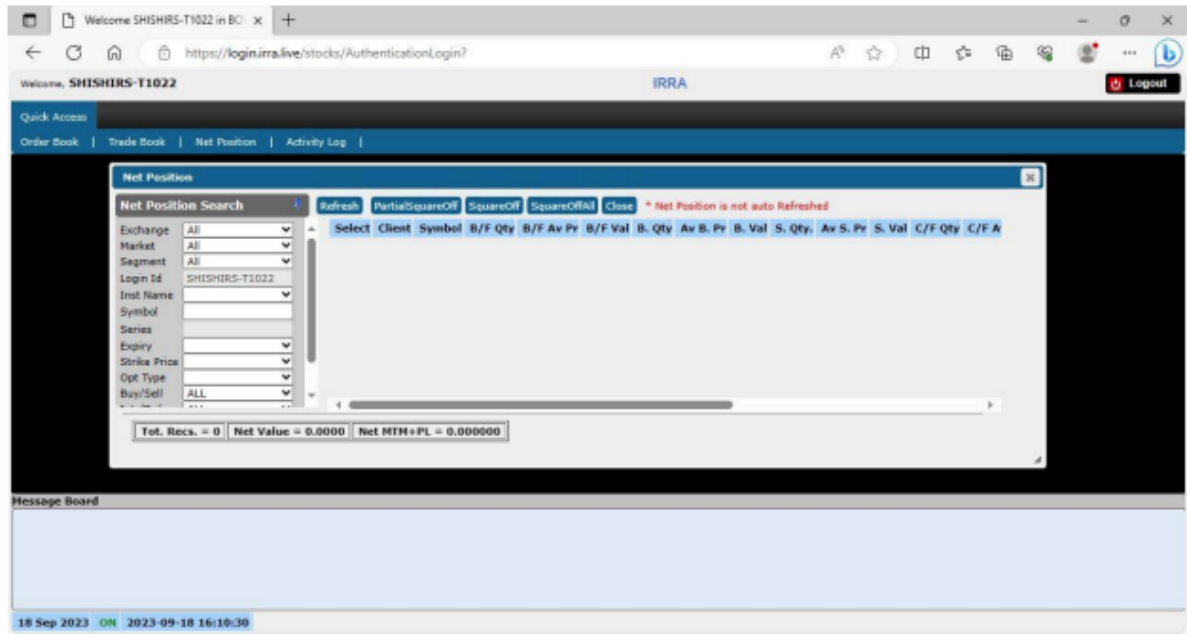 Welcome SHISHIRS-T1022 in BO
https://login.irra.live/stocks/AuthenticationLogin?
Welcome, SHISHIRS-T1022 IRRA Logout
Quick Access
Order Book | Trade Book | Net Position | Activity Log |
Net Position
Net Position Search Refresh PartialSquareOff SquareOff SquareOffAll Close * Net Position is not auto Refreshed
Select Client Symbol B/F Qty B/F Av Pr B/F Val B. Qty Av B. Pr B. Val S. Qty. Av S. Pr S. Val C/F Qty C/F A
Exchange All
Market All
Segment All
Login Id SHISHIRS-T1022
Inst Name
Symbol
Series
Expiry
Strike Price
Opt Type
Buy/Sell ALL
Tot. Recs. = 0 Net Value = 0.0000 Net MTM+PL = 0.000000
Message Board
18 Sep 2023 ON 2023-09-18 16:10:30